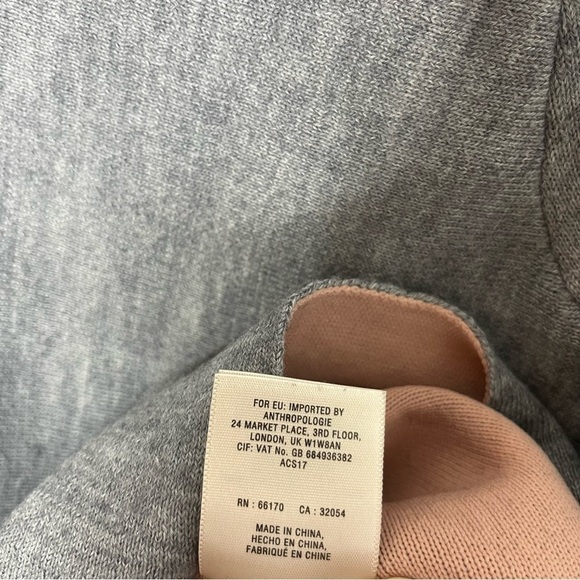 FOR EU: IMPORTED BY
ANTHROPOLOGIE
24 MARKET PLACE, 3RD FLOOR,
LONDON, UK W1W8AN
CIF: VAT No. GB 684936382
ACS17
RN : 66170 CA : 32054
MADE IN CHINA,
HECHO EN CHINA,
FABRIQUÉ EN CHINE